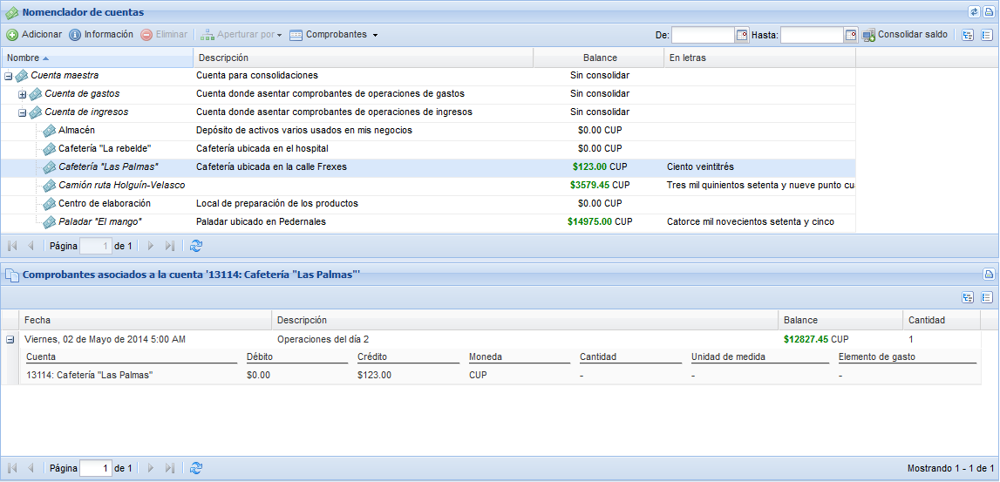 Nomenclador de cuentas
Adicionar Información Eliminar Aperturar por Comprobantes De: Hasta: Consolidar saldo
Nombre Descripción Balance En letras
Cuenta maestra Cuenta para consolidaciones Sin consolidar
Cuenta de gastos Cuenta donde asentar comprobantes de operaciones de gastos Sin consolidar
Cuenta de ingresos Cuenta donde asentar comprobantes de operaciones de ingresos Sin consolidar
Almacén Depósito de activos varios usados en mis negocios $0.00 CUP
Cafetería "La rebelde" Cafetería ubicada en el hospital $0.00 CUP
Cafetería "Las Palmas" Cafetería ubicada en la calle Frexes $123.00 CUP Ciento veintitrés
Camión ruta Holguín-Velasco $3579.45 CUP Tres mil quinientos setenta y nueve punto cu
Centro de elaboración Local de preparación de los productos $0.00 CUP
Paladar "El mango" Paladar ubicado en Pedernales $14975.00 CUP Catorce mil novecientos setenta y cinco
Página 1 de 1
Comprobantes asociados a la cuenta '13114: Cafetería "Las Palmas"'
Fecha Descripción Balance Cantidad
Viernes, 02 de Mayo de 2014 5:00 AM Operaciones del día 2 $12827.45 CUP 1
Cuenta Débito Crédito Moneda Cantidad Unidad de medida Elemento de gasto
13114: Cafetería "Las Palmas" $0.00 $123.00 CUP - - -
Página 1 de 1 Mostrando 1 - 1 de 1